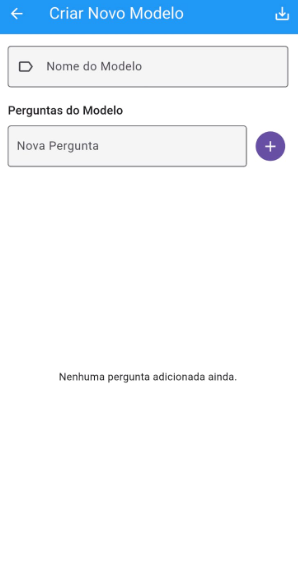 Criar Novo Modelo
Nome do Modelo
Perguntas do Modelo
Nova Pergunta
Nenhuma pergunta adicionada ainda.